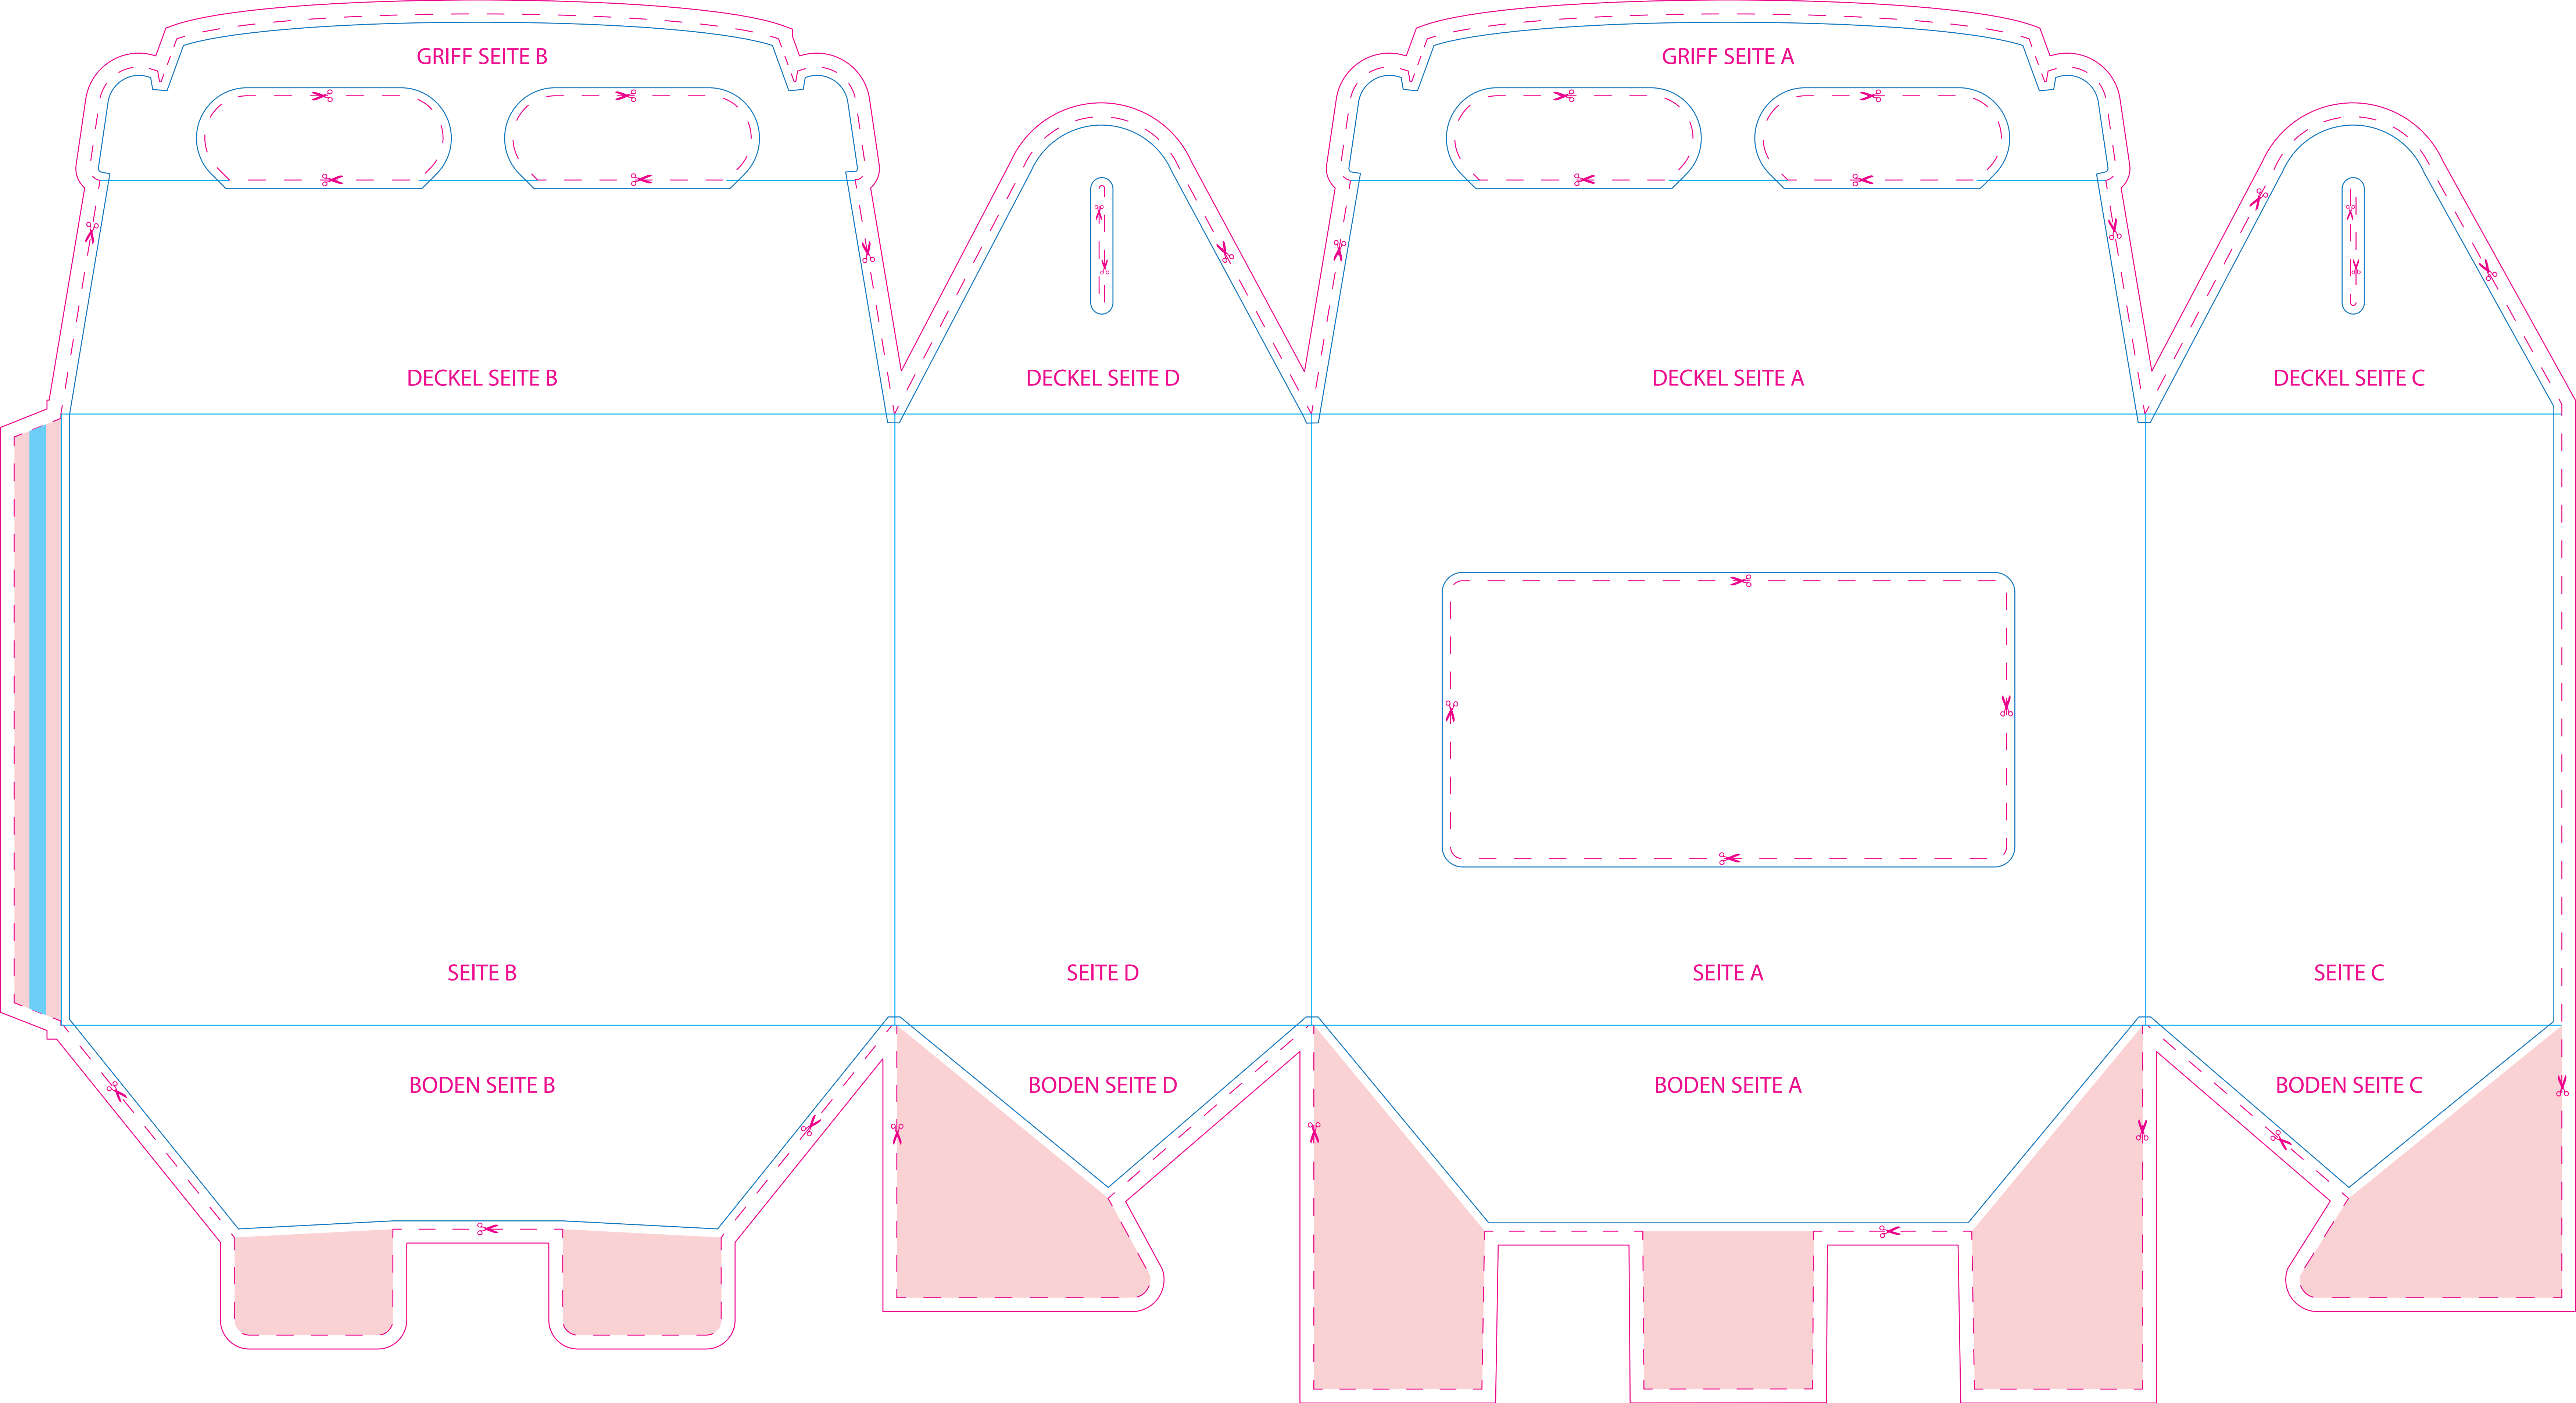 GRIFF SEITE B
GRIFF SEITE A
DECKEL SEITE B
DECKEL SEITE D
DECKEL SEITE A
DECKEL SEITE C
SEITE B
SEITE D
SEITE A
SEITE C
BODEN SEITE B
BODEN SEITE D
BODEN SEITE A
BODEN SEITE C